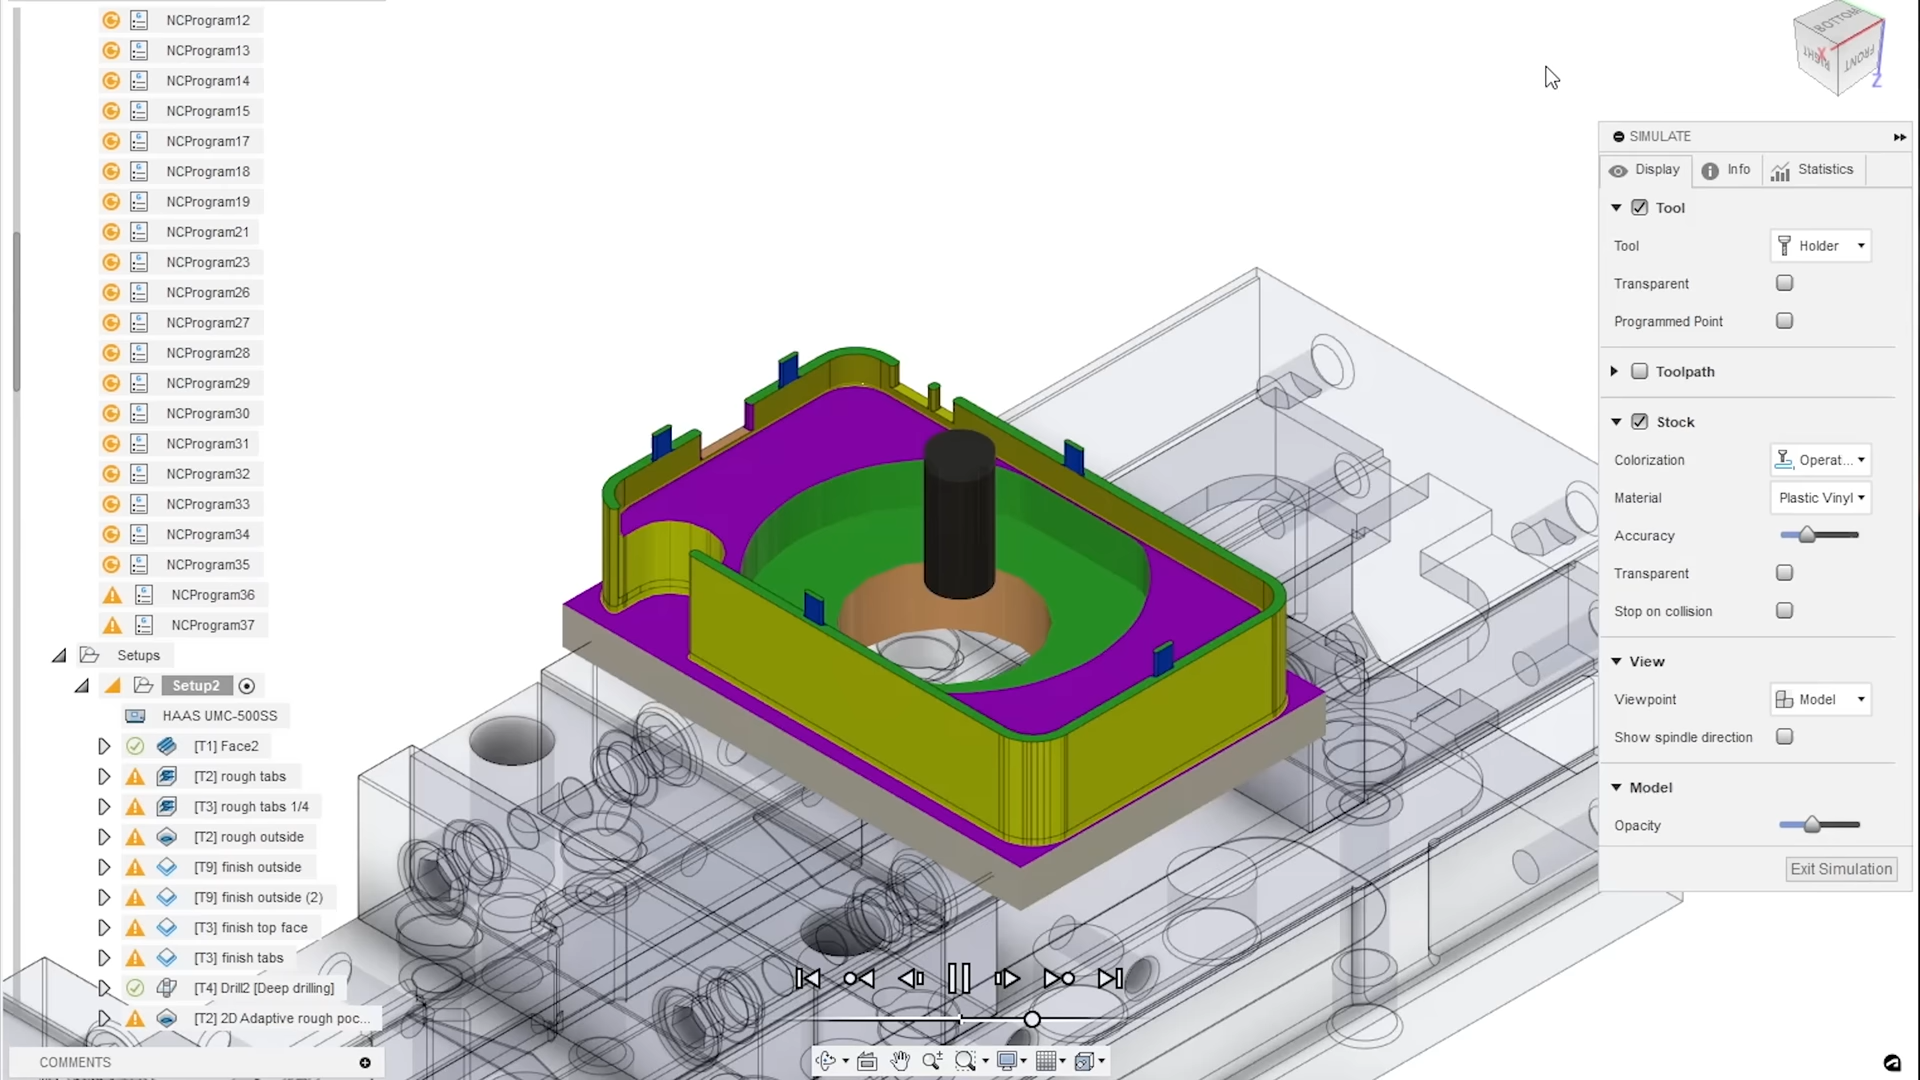 NCProgram12
NCProgram13
NCProgram14
NCProgram15
NCProgram17
NCProgram18
NCProgram19
NCProgram21
NCProgram23
NCProgram26
NCProgram27
NCProgram28
NCProgram29
NCProgram30
NCProgram31
NCProgram32
NCProgram33
NCProgram34
NCProgram35
NCProgram36
NCProgram37
Setups
Setup2
HAAS UMC-500SS
[T1] Face2
[T2] rough tabs
[T3] rough tabs 1/4
[T2] rough outside
[T9] finish outside
[T9] finish outside (2)
[T3] finish top face
[T3] finish tabs
[T4] Drill2 [Deep drilling]
[T2] 2D Adaptive rough poc...
COMMENTS
BOTTOM
RIGHT
FRONT
X
Z
SIMULATE
Display
Info
Statistics
Tool
Tool
Holder
Transparent
Programmed Point
Toolpath
Stock
Colorization
Operat...
Material
Plastic Vinyl
Accuracy
Transparent
Stop on collision
View
Viewpoint
Model
Show spindle direction
Model
Opacity
Exit Simulation